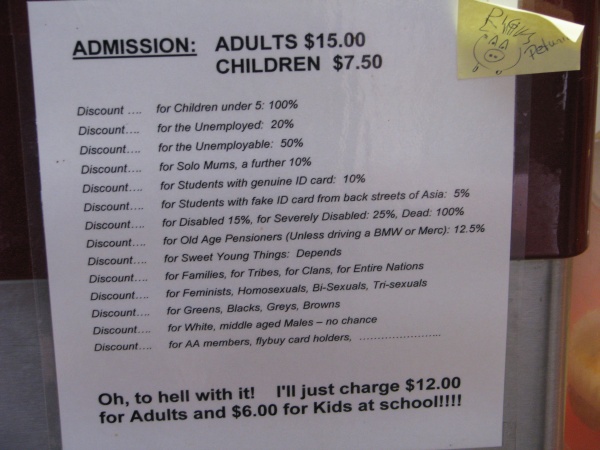 ADMISSION: ADULTS $15.00
CHILDREN $7.50
Discount .... for Children under 5: 100%
Discount.... for the Unemployed: 20%
Discount.... for the Unemployable: 50%
Discount.... for Solo Mums, a further 10%
Discount.... for Students with genuine ID card: 10%
Discount.... for Students with fake ID card from back streets of Asia: 5%
Discount.... for Disabled 15%, for Severely Disabled: 25%, Dead: 100%
Discount.... for Old Age Pensioners (Unless driving a BMW or Merc): 12.5%
Discount.... for Sweet Young Things: Depends
Discount.... for Families, for Tribes, for Clans, for Entire Nations
Discount.... for Feminists, Homosexuals, Bi-Sexuals, Tri-sexuals
Discount.... for Greens, Blacks, Greys, Browns
Discount.... for White, middle aged Males – no chance
Discount.... for AA members, flybuy card holders, ........................
Oh, to hell with it! I'll just charge $12.00
for Adults and $6.00 for Kids at school!!!!